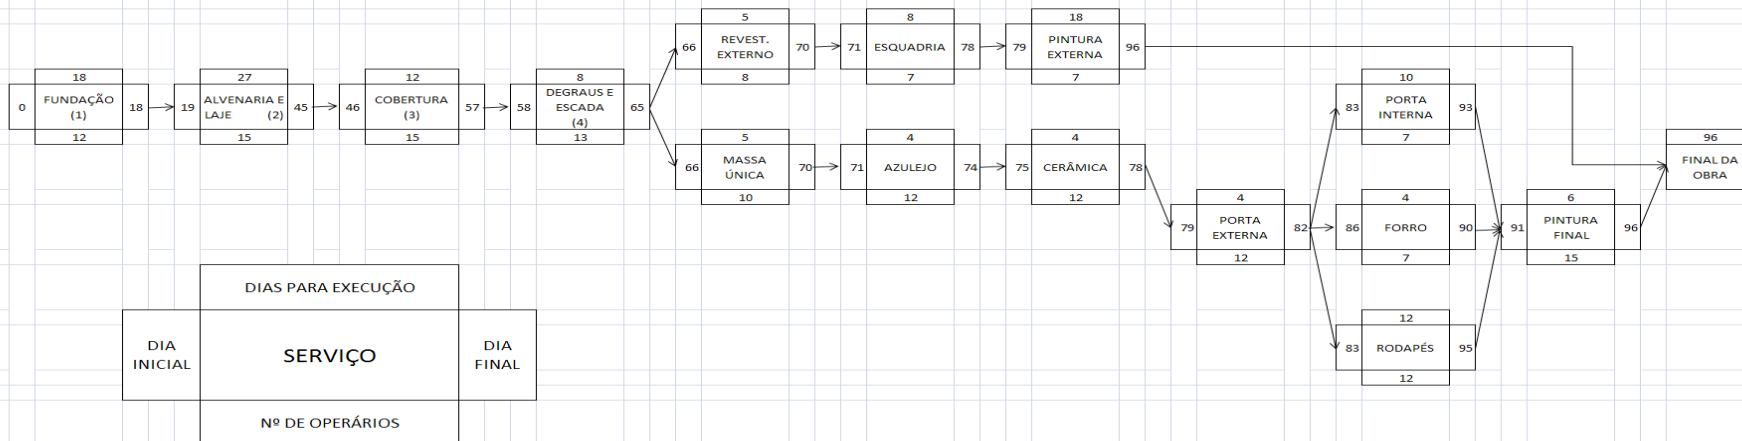 5
66
REVEST.
EXTERNO
70
8
8
71
ESQUADRIA
78
7
18
79
PINTURA
EXTERNA
96
7
18
0
FUNDAÇÃO
(1)
18
12
27
19
ALVENARIA E
LAJE (2)
45
15
12
46
COBERTURA
(3)
57
15
8
58
DEGRAUS E
ESCADA
(4)
65
13
5
66
MASSA
ÚNICA
70
10
4
71
AZULEJO
74
12
4
75
CERÂMICA
78
12
4
79
PORTA
EXTERNA
82
12
10
83
PORTA
INTERNA
93
7
4
86
FORRO
90
7
12
83
RODAPÉS
95
12
6
91
PINTURA
FINAL
96
15
96
FINAL DA
OBRA
DIAS PARA EXECUÇÃO
DIA
INICIAL
SERVIÇO
DIA
FINAL
Nº DE OPERÁRIOS